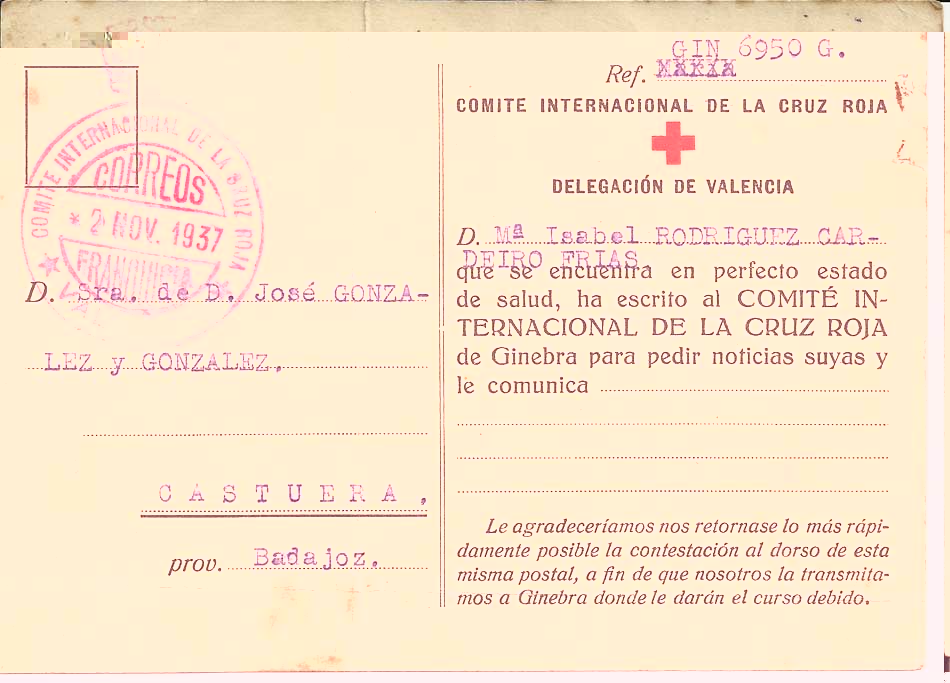 GIN 6950 G.
Ref. MARIA
COMITE INTERNACIONAL DE LA CRUZ ROJA
DELEGACIÓN DE VALENCIA
D. Mª Isabel RODRIGUEZ CAR-
DEIRO FRIAS
que se encuentra en perfecto estado
de salud, ha escrito al COMITÉ IN-
TERNACIONAL DE LA CRUZ ROJA
de Ginebra para pedir noticias suyas y
le comunica
Le agradeceríamos nos retornase lo más rápi-
damente posible la contestación al dorso de esta
misma postal, a fin de que nosotros la transmita-
mos a Ginebra donde le darán el curso debido.
COMITE INTERNACIONAL DE LA CRUZ ROJA
CORREOS
* 2 NOV. 1937
FRANQUICIA
D. Sra. de D. José GONZA-
LEZ y GONZALEZ.
CASTUERA,
prov. Badajoz.